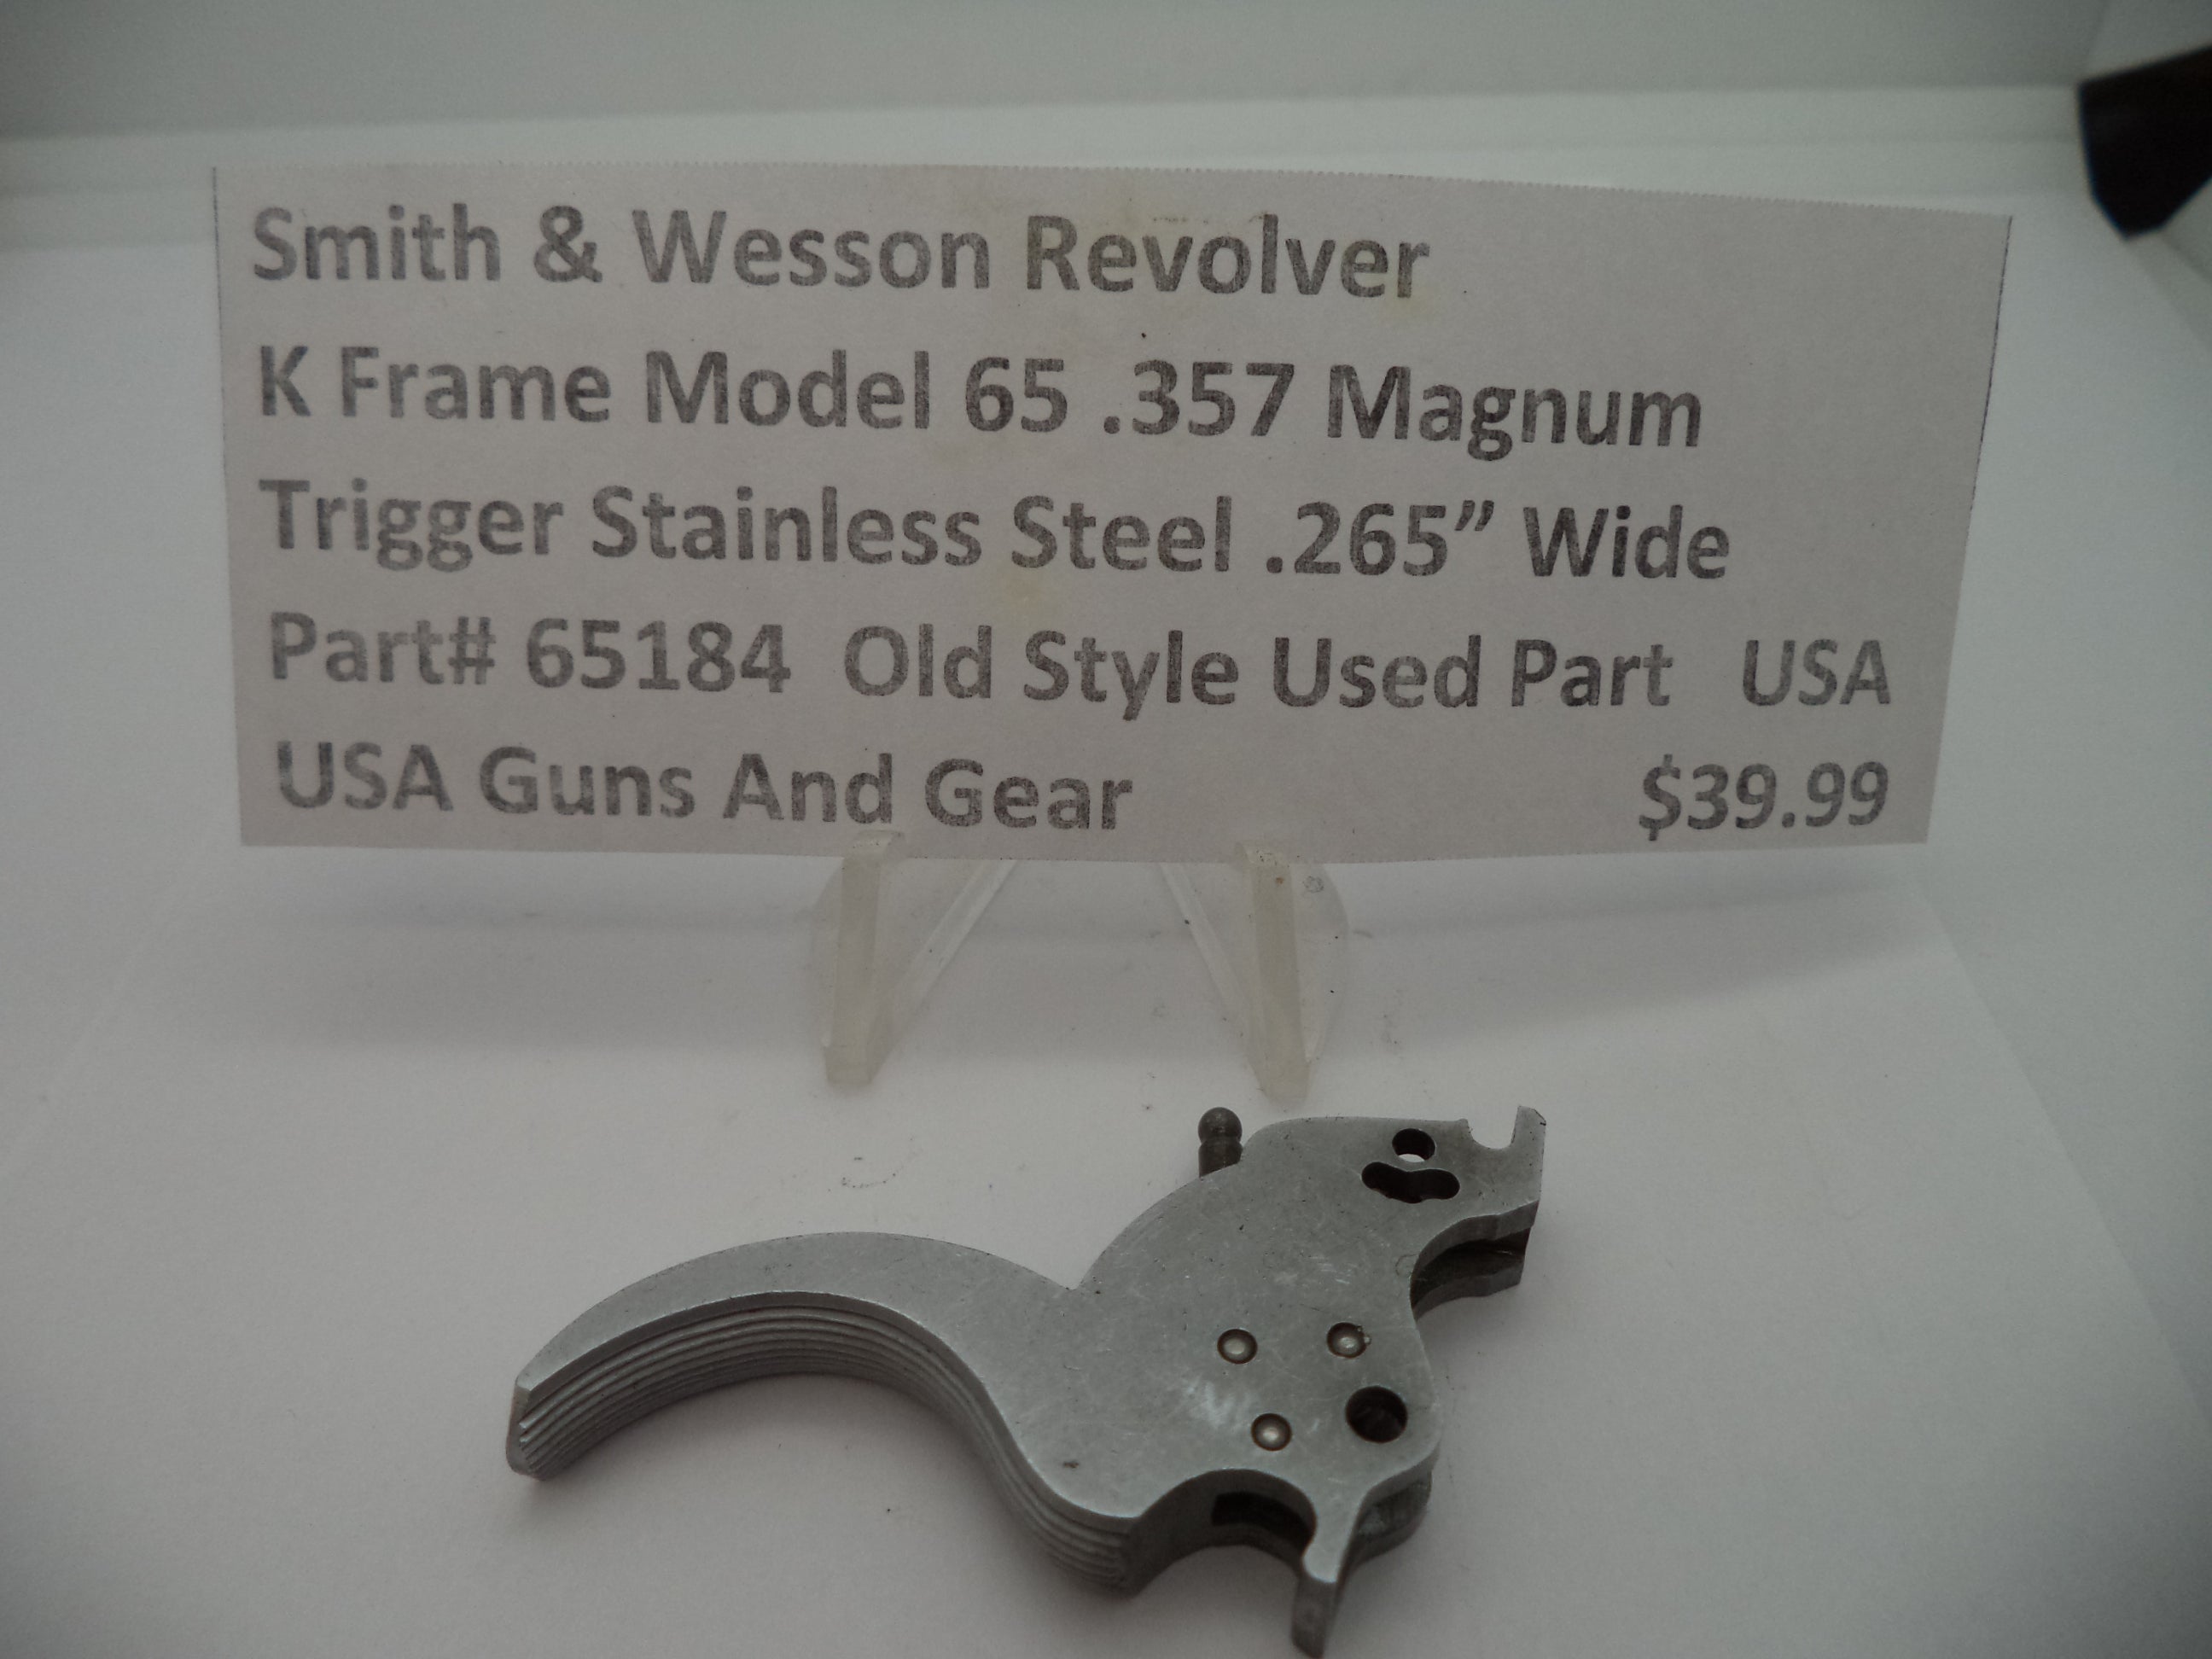 Smith & Wesson Revolver
K Frame Model 65 .357 Magnum
Trigger Stainless Steel .265” Wide
Part# 65184 Old Style Used Part USA
USA Guns And Gear $39.99